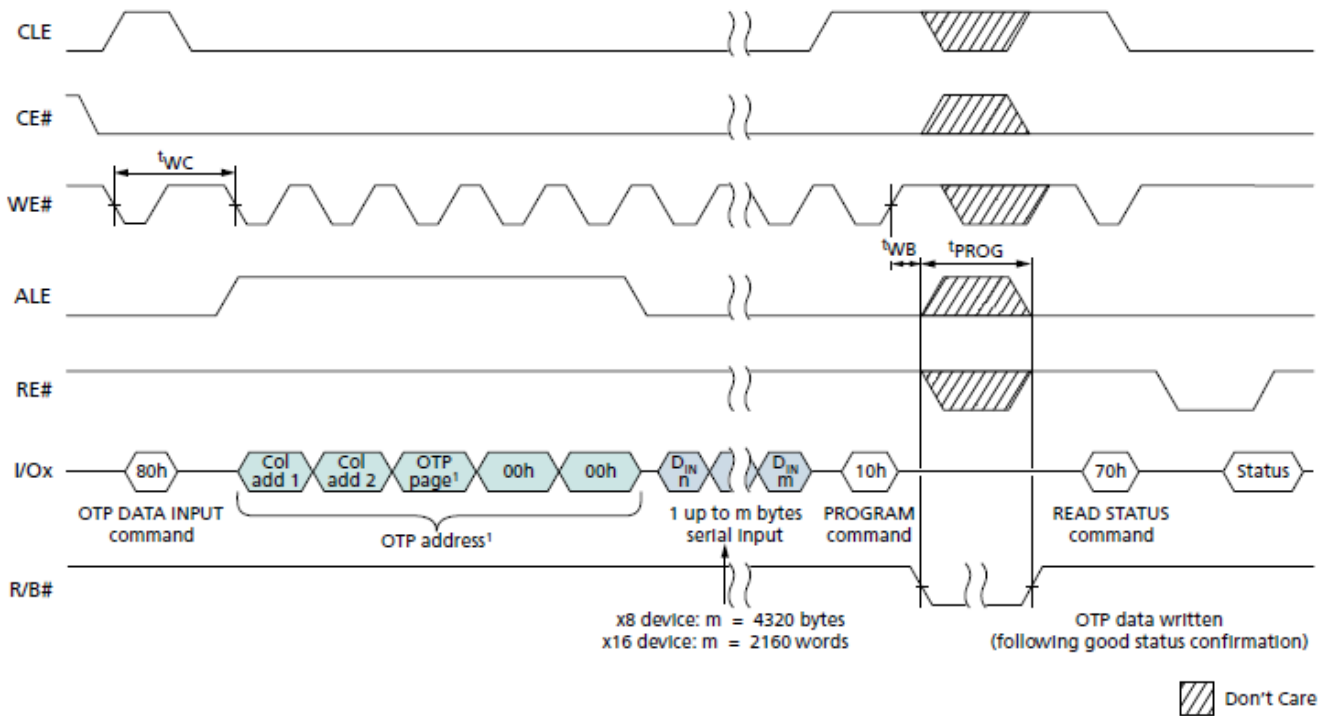 CLE
CE#
tWC
WE#
tWB
tPROG
ALE
RE#
I/Ox
80h
Col add 1
Col add 2
OTP page¹
00h
00h
DIN n
DIN m
10h
70h
Status
OTP DATA INPUT command
OTP address¹
1 up to m bytes serial input
PROGRAM command
READ STATUS command
R/B#
x8 device: m = 4320 bytes
x16 device: m = 2160 words
OTP data written
(following good status confirmation)
Don't Care